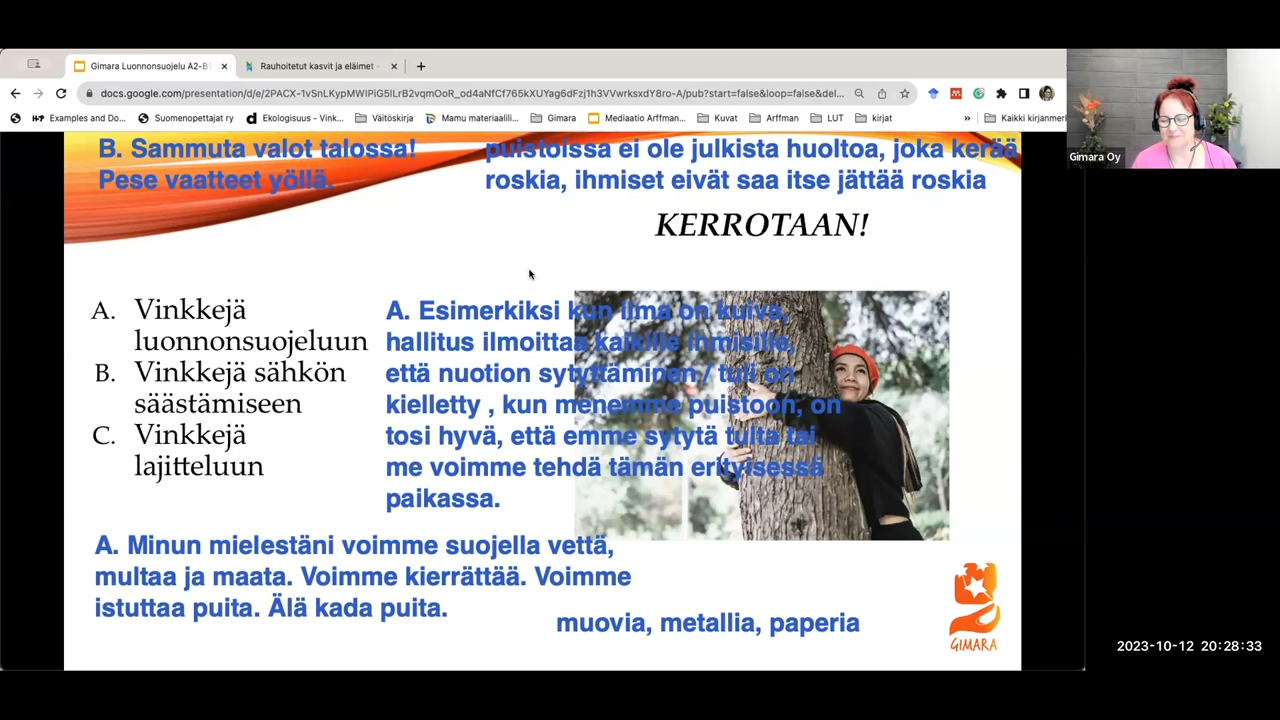 Gimara Luonnonsuojelu A2-B1
Rauhoitetut kasvit ja eläimet -
docs.google.com/presentation/d/e/2PACX-1vSnLKypMWIPiG5lLrB2vqmOoR_od4aNfCf765kXUYag6dFzj1h3VVwrksxdY8ro-A/pub?start=false&loop=false&del...
Examples and Do...
Suomenopettajat ry
Ekologisuus - Vink...
Väitöskirja
Mamu materiaalili...
Gimara
Mediaatio Arffman...
Kuvat
Arffman
LUT
kirjat
»
Kaikki kirjanmerkit
Gimara Oy
B. Sammuta valot talossa!
Pese vaatteet yöllä.
puistoissa ei ole julkista huoltoa, joka kerää
roskia, ihmiset eivät saa itse jättää roskia
KERROTAAN!
A. Vinkkejä
luonnonsuojeluun
B. Vinkkejä sähkön
säästämiseen
C. Vinkkejä
lajitteluun
A. Esimerkiksi kun ilma on kuiva,
hallitus ilmoittaa kaikille ihmisille,
että nuotion sytyttäminen / tuli on
kielletty , kun menemme puistoon, on
tosi hyvä, että emme sytytä tulta tai
me voimme tehdä tämän erityisessä
paikassa.
A. Minun mielestäni voimme suojella vettä,
multaa ja maata. Voimme kierrättää. Voimme
istuttaa puita. Älä kada puita.
muovia, metallia, paperia
GIMARA
2023-10-12 20:28:33